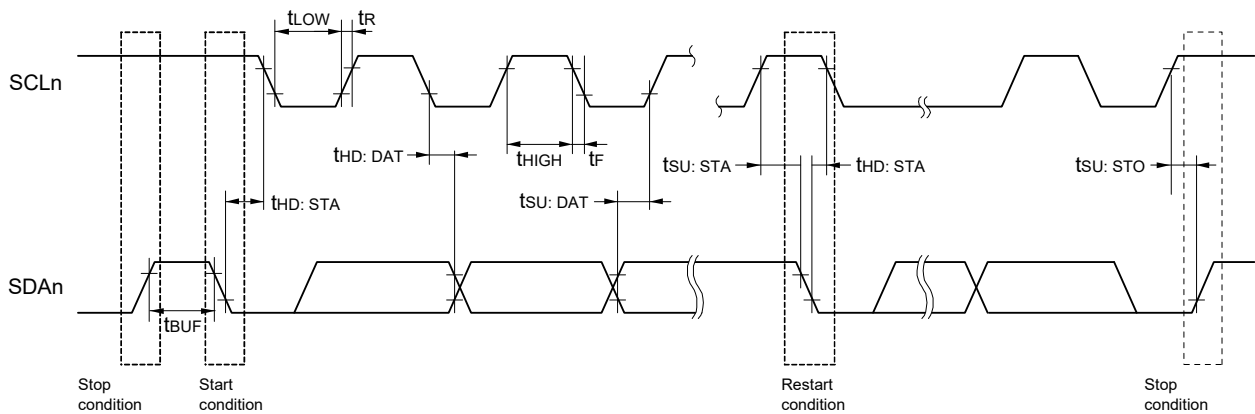 tLOW
tR
SCLn
tHD: DAT
tHIGH
tF
tSU: STA
tHD: STA
tSU: STO
tHD: STA
tSU: DAT
SDAn
tBUF
Stop
condition
Start
condition
Restart
condition
Stop
condition